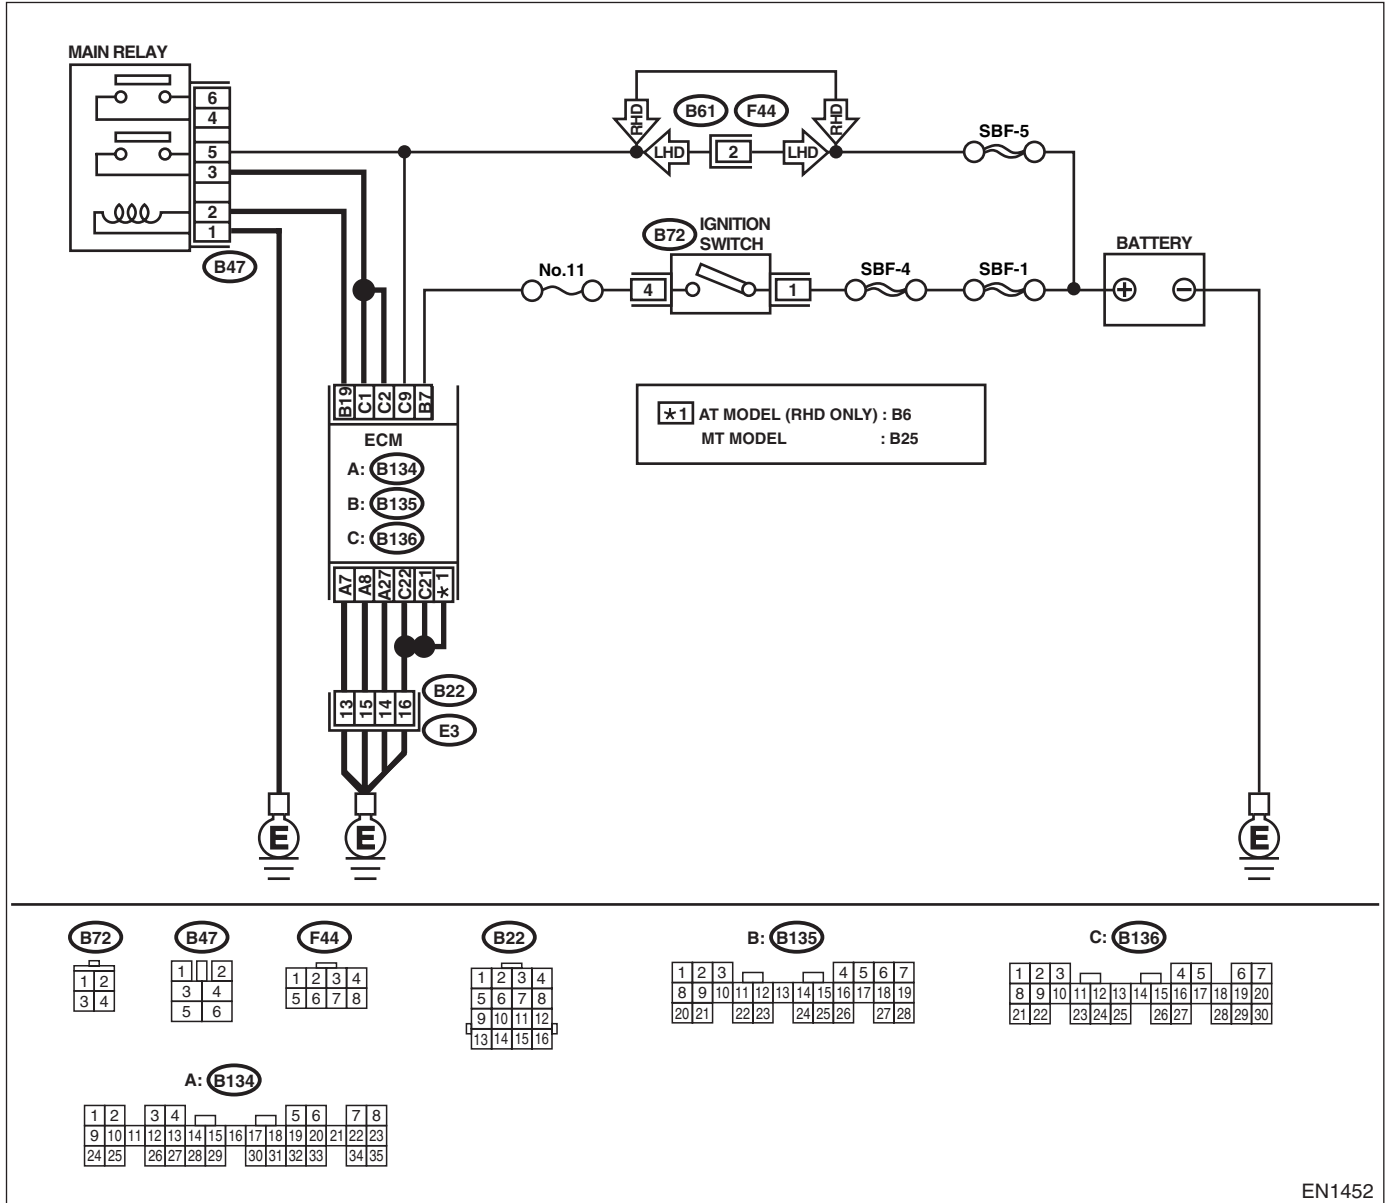 MAIN RELAY
6
4
5
3
2
1
B47
RHD
B61
F44
RHD
LHD
2
LHD
SBF-5
B72
IGNITION
SWITCH
No.11
4
1
SBF-4
SBF-1
BATTERY
+
−
B19
C1
C2
C9
B7
ECM
A: B134
B: B135
C: B136
A7
A8
A27
C22
C21
*1
*1 AT MODEL (RHD ONLY) : B6
MT MODEL : B25
13
15
14
16
B22
E3
E
E
E
B72
1 2
3 4
B47
1 2
3 4
5 6
F44
1 2 3 4
5 6 7 8
B22
1 2 3 4
5 6 7 8
9 10 11 12
13 14 15 16
B: B135
1 2 3 4 5 6 7
8 9 10 11 12 13 14 15 16 17 18 19
20 21 22 23 24 25 26 27 28
C: B136
1 2 3 4 5 6 7
8 9 10 11 12 13 14 15 16 17 18 19 20
21 22 23 24 25 26 27 28 29 30
A: B134
1 2 3 4 5 6 7 8
9 10 11 12 13 14 15 16 17 18 19 20 21 22 23
24 25 26 27 28 29 30 31 32 33 34 35
EN1452